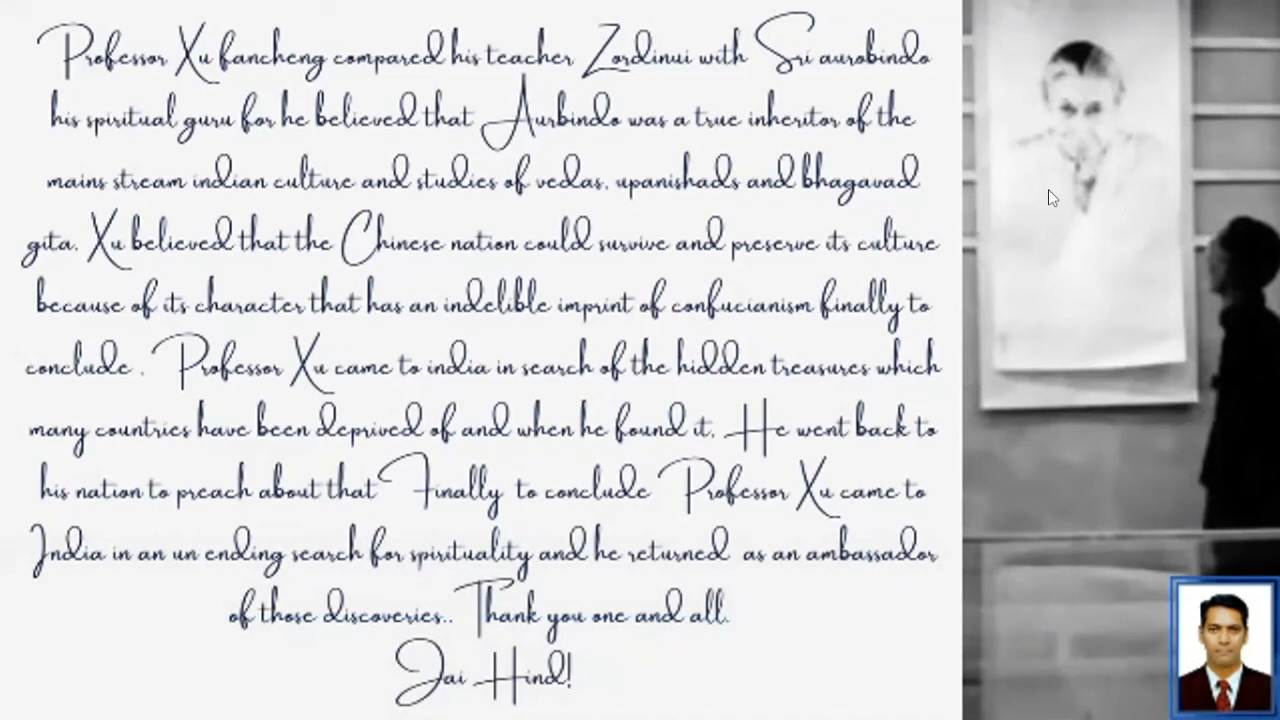 Professor Xu fancheng compared his teacher Zordinui with Sri aurobindo
his spiritual guru for he believed that Aurbindo was a true inheritor of the
mains stream indian culture and studies of vedas, upanishads and bhagavad
gita. Xu believed that the Chinese nation could survive and preserve its culture
because of its character that has an indelible imprint of confucianism finally to
conclude , Professor Xu came to india in search of the hidden treasures which
many countries have been deprived of and when he found it, He went back to
his nation to preach about that Finally to conclude Professor Xu came to
India in an un ending search for spirituality and he returned as an ambassador
of those discoveries.. Thank you one and all.
Jai Hind!